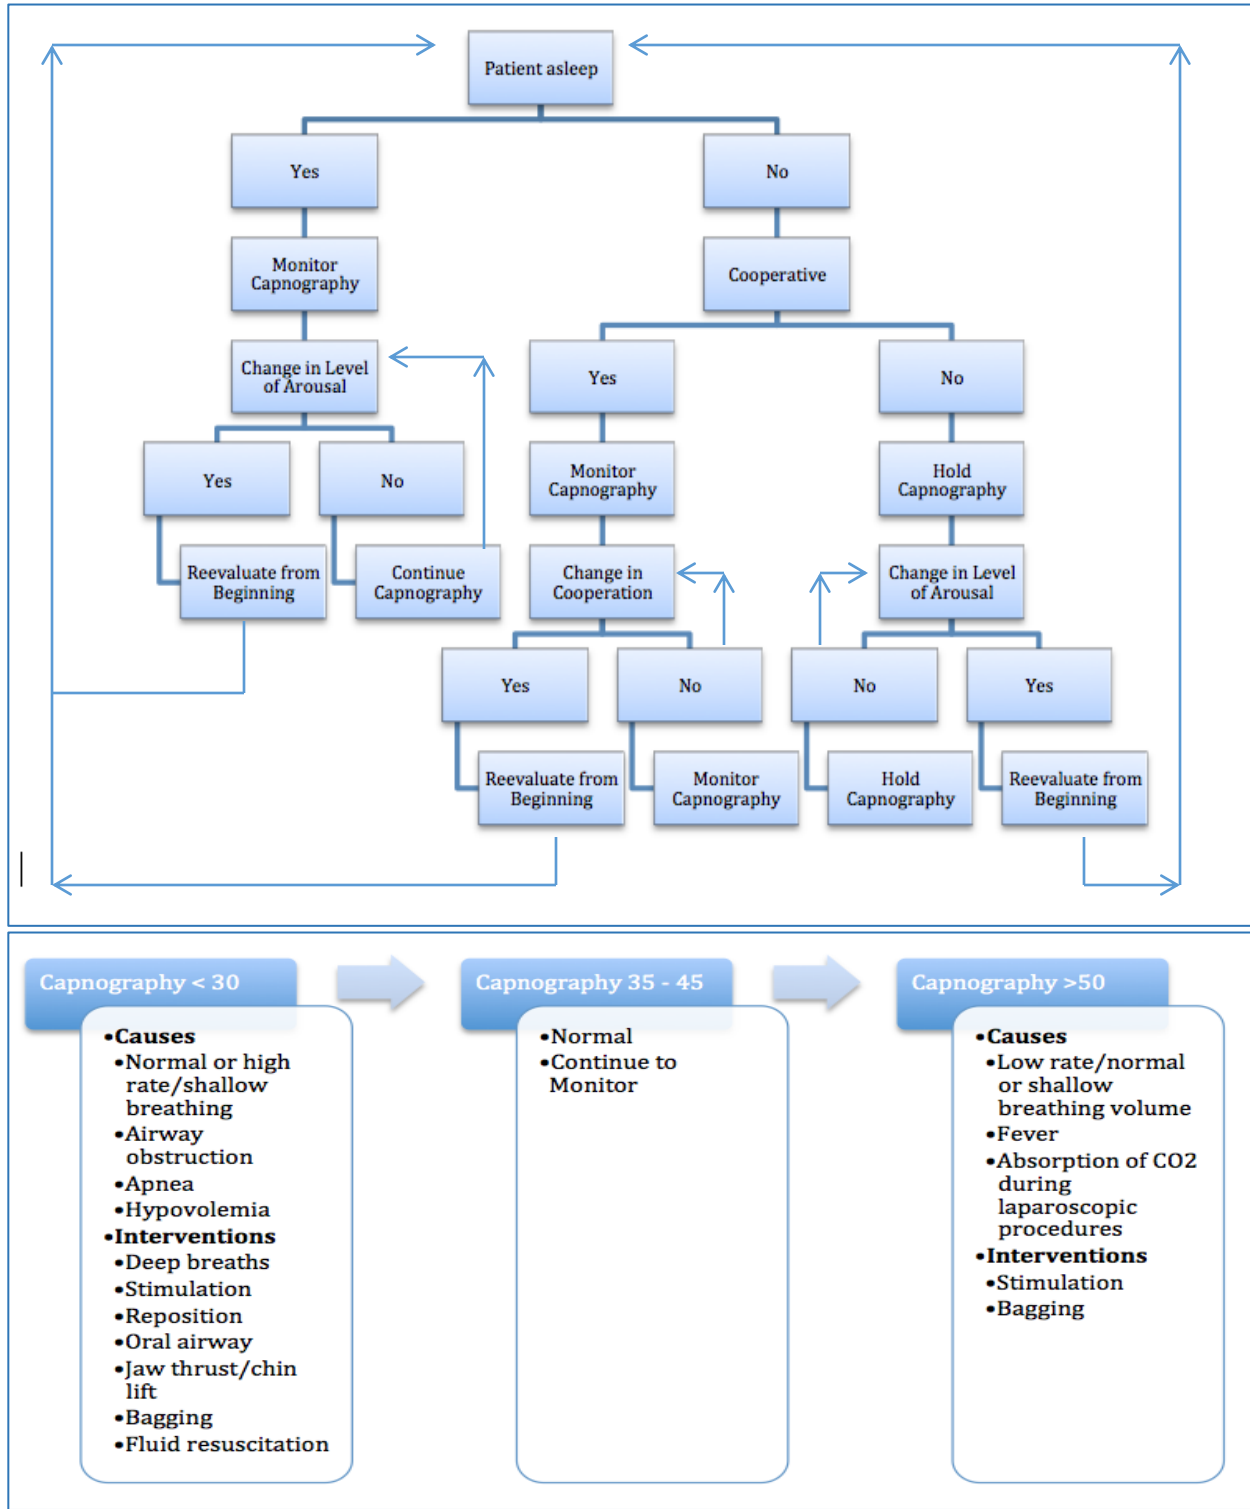 Patient asleep
Yes
No
Monitor
Capnography
Cooperative
Change in Level
of Arousal
Yes
No
Yes
No
Monitor
Capnography
Hold
Capnography
Reevaluate from
Beginning
Continue
Capnography
Change in
Cooperation
Change in Level
of Arousal
Yes
No
No
Yes
Reevaluate from
Beginning
Monitor
Capnography
Hold
Capnography
Reevaluate from
Beginning
Capnography < 30
•Causes
•Normal or high
rate/shallow
breathing
•Airway
obstruction
•Apnea
•Hypovolemia
•Interventions
•Deep breaths
•Stimulation
•Reposition
•Oral airway
•Jaw thrust/chin
lift
•Bagging
•Fluid resuscitation
Capnography 35 - 45
•Normal
•Continue to
Monitor
Capnography >50
•Causes
•Low rate/normal
or shallow
breathing volume
•Fever
•Absorption of CO2
during
laparoscopic
procedures
•Interventions
•Stimulation
•Bagging